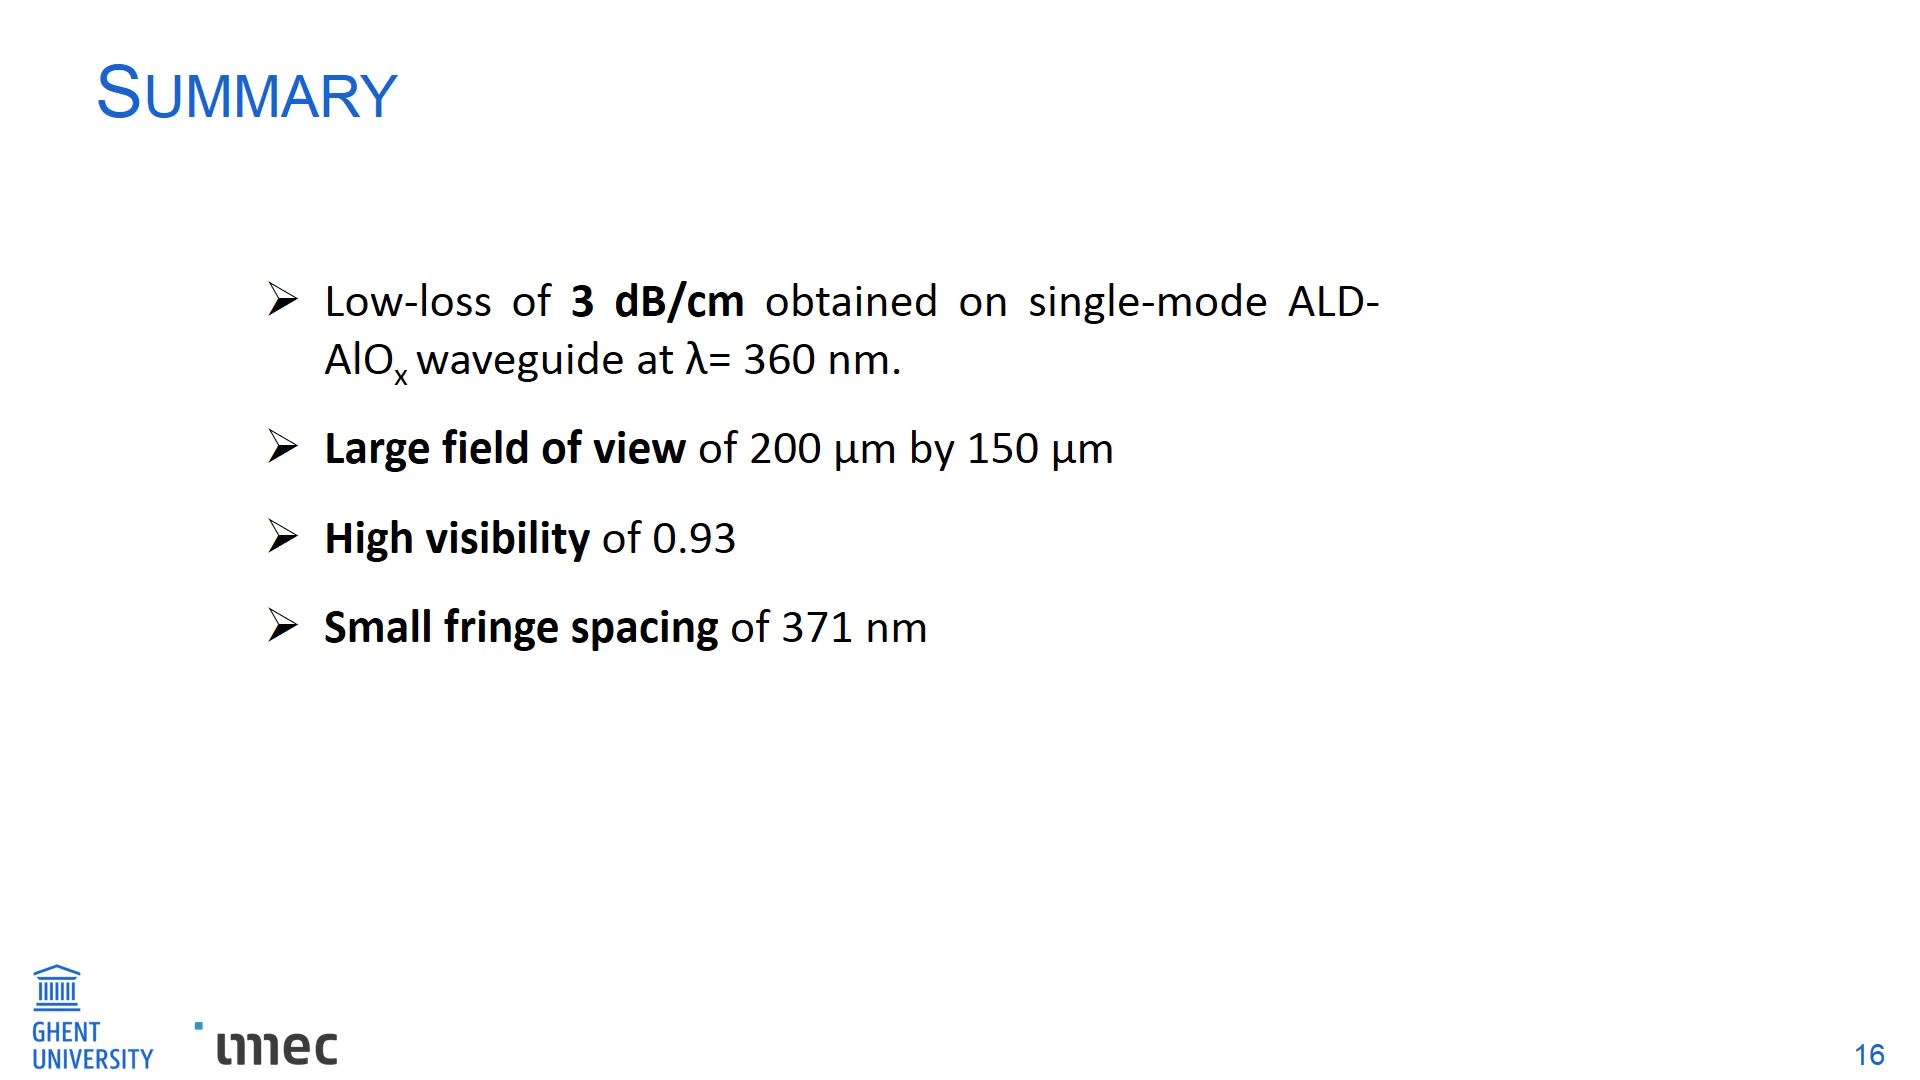 SUMMARY
➢ Low-loss of 3 dB/cm obtained on single-mode ALD-
AlOx waveguide at λ= 360 nm.
➢ Large field of view of 200 µm by 150 µm
➢ High visibility of 0.93
➢ Small fringe spacing of 371 nm
GHENT
UNIVERSITY
imec
16